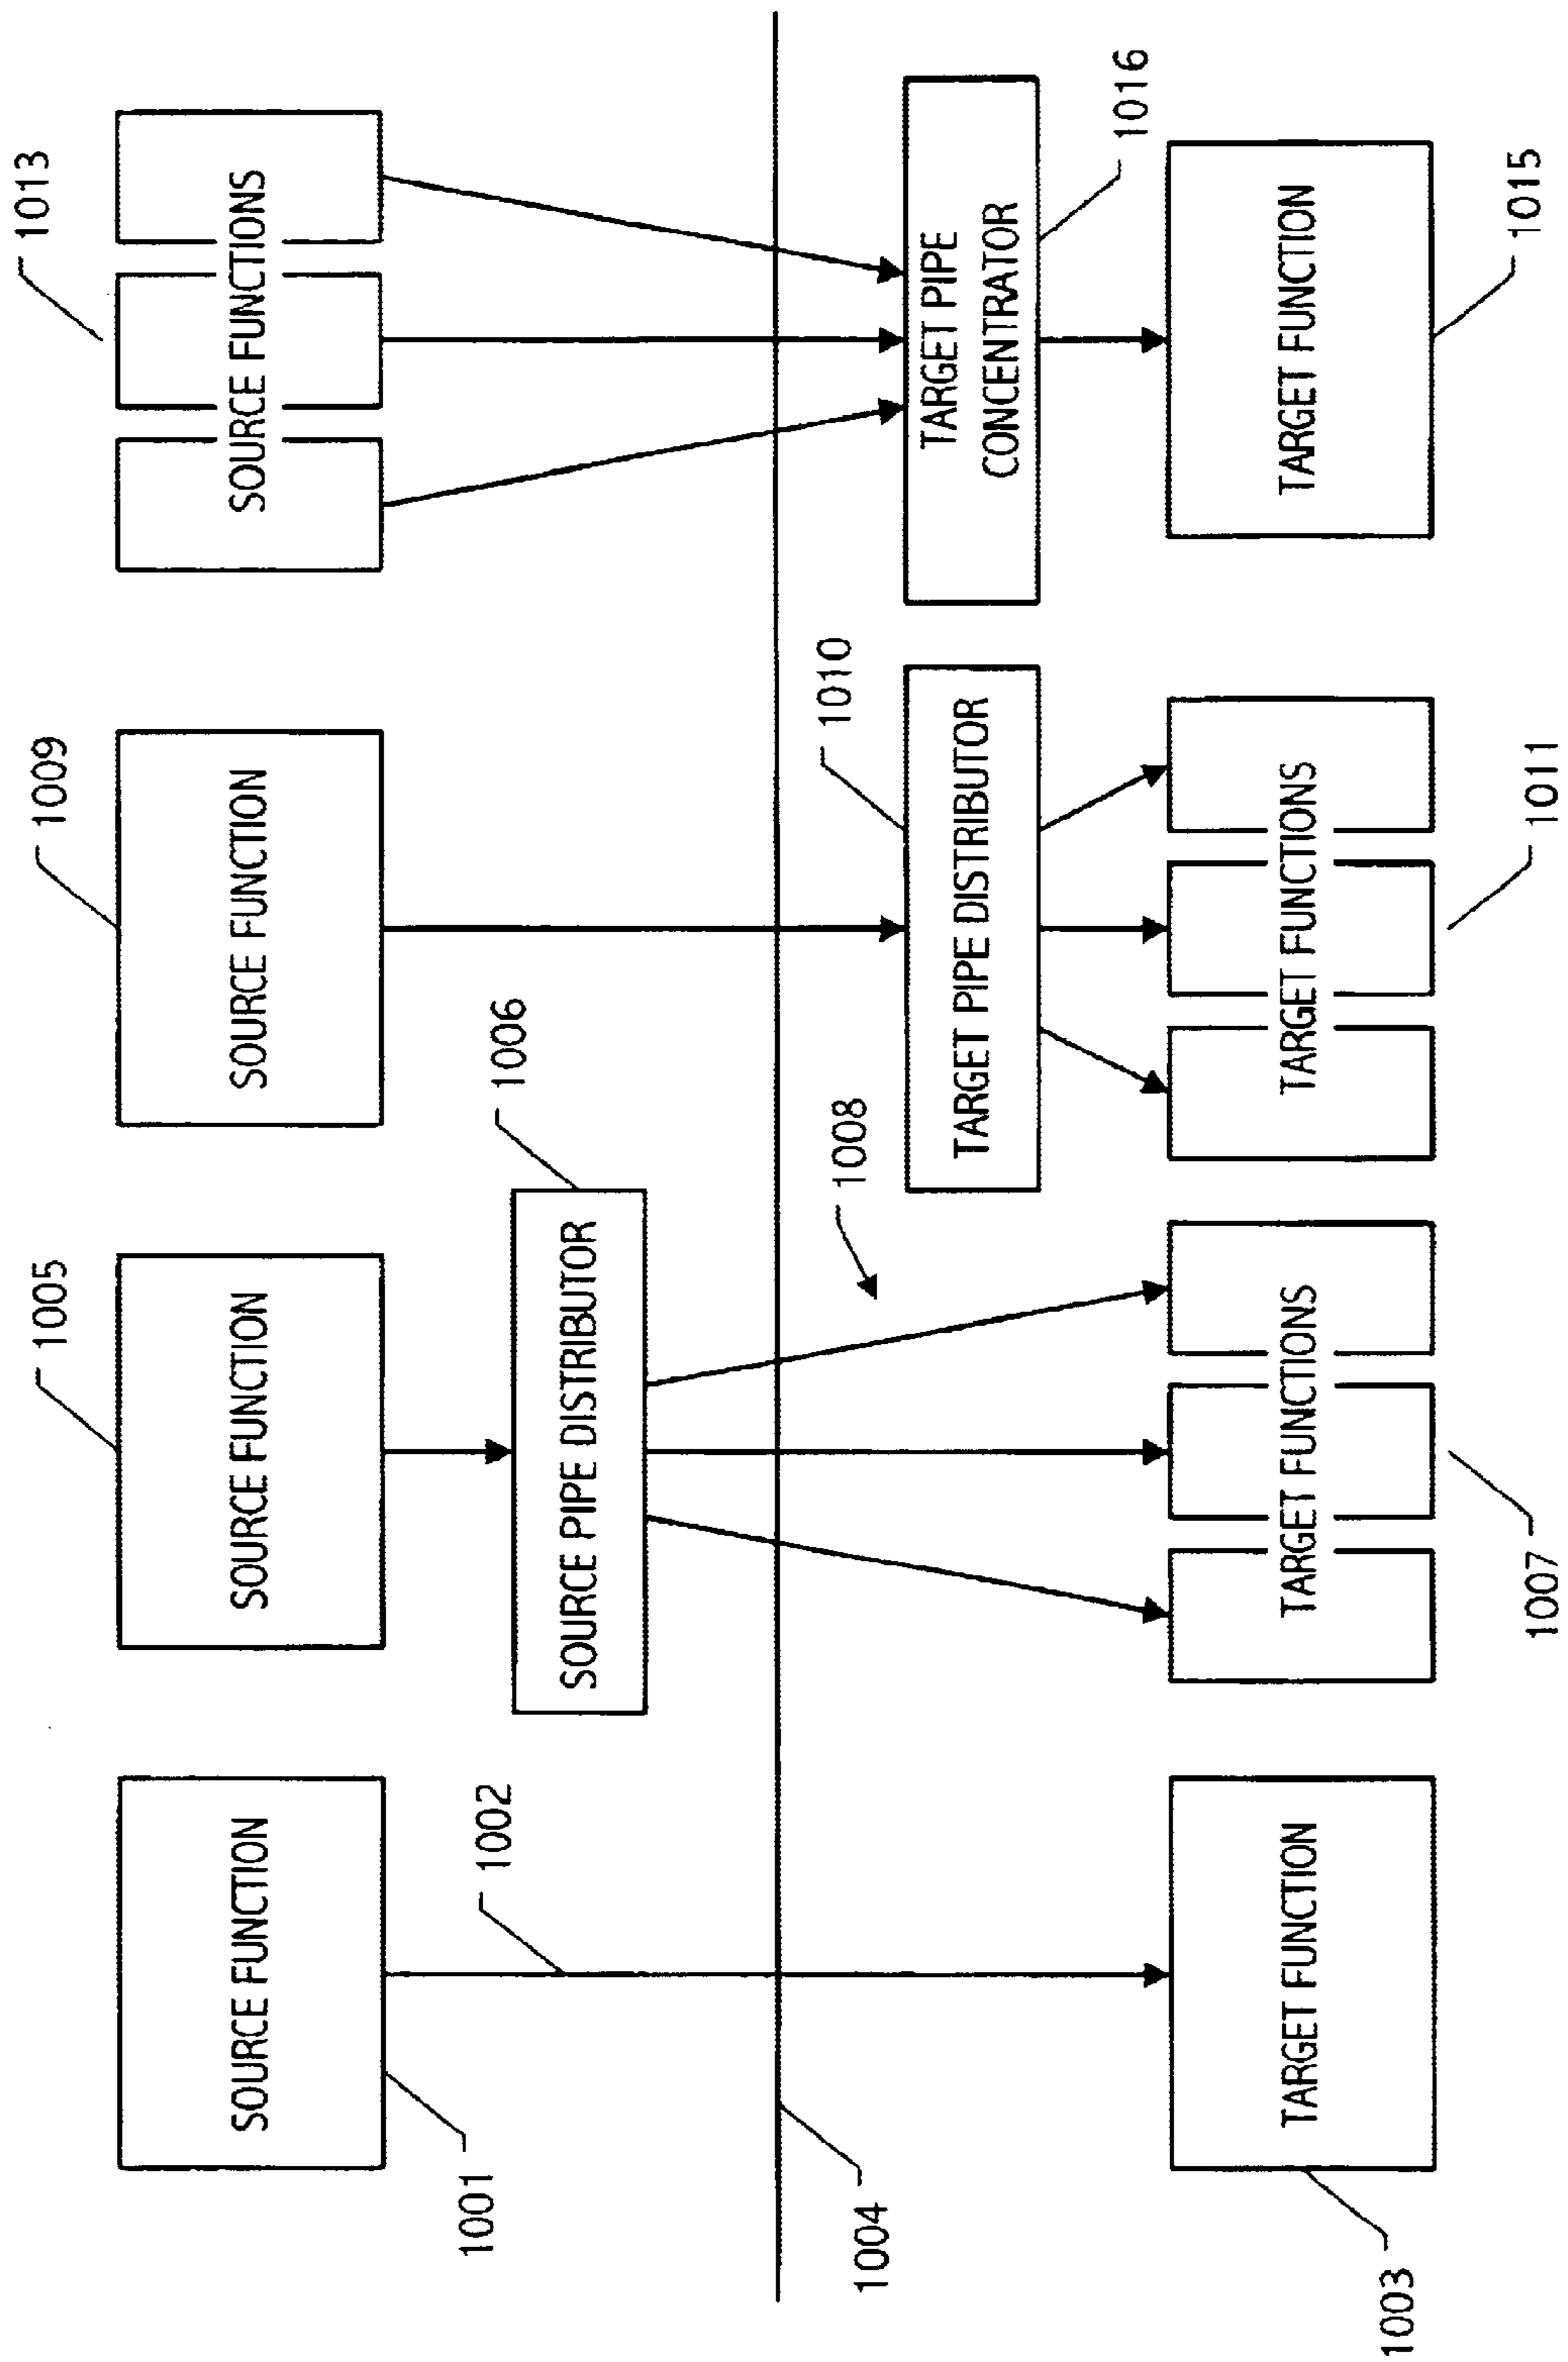 1001
SOURCE FUNCTION
1002
1004
TARGET FUNCTION
1003
1005
SOURCE FUNCTION
1006
SOURCE PIPE DISTRIBUTOR
1008
TARGET FUNCTIONS
1007
1009
SOURCE FUNCTION
1010
TARGET PIPE DISTRIBUTOR
TARGET FUNCTIONS
1011
1013
SOURCE FUNCTIONS
TARGET PIPE
CONCENTRATOR
1016
TARGET FUNCTION
1015